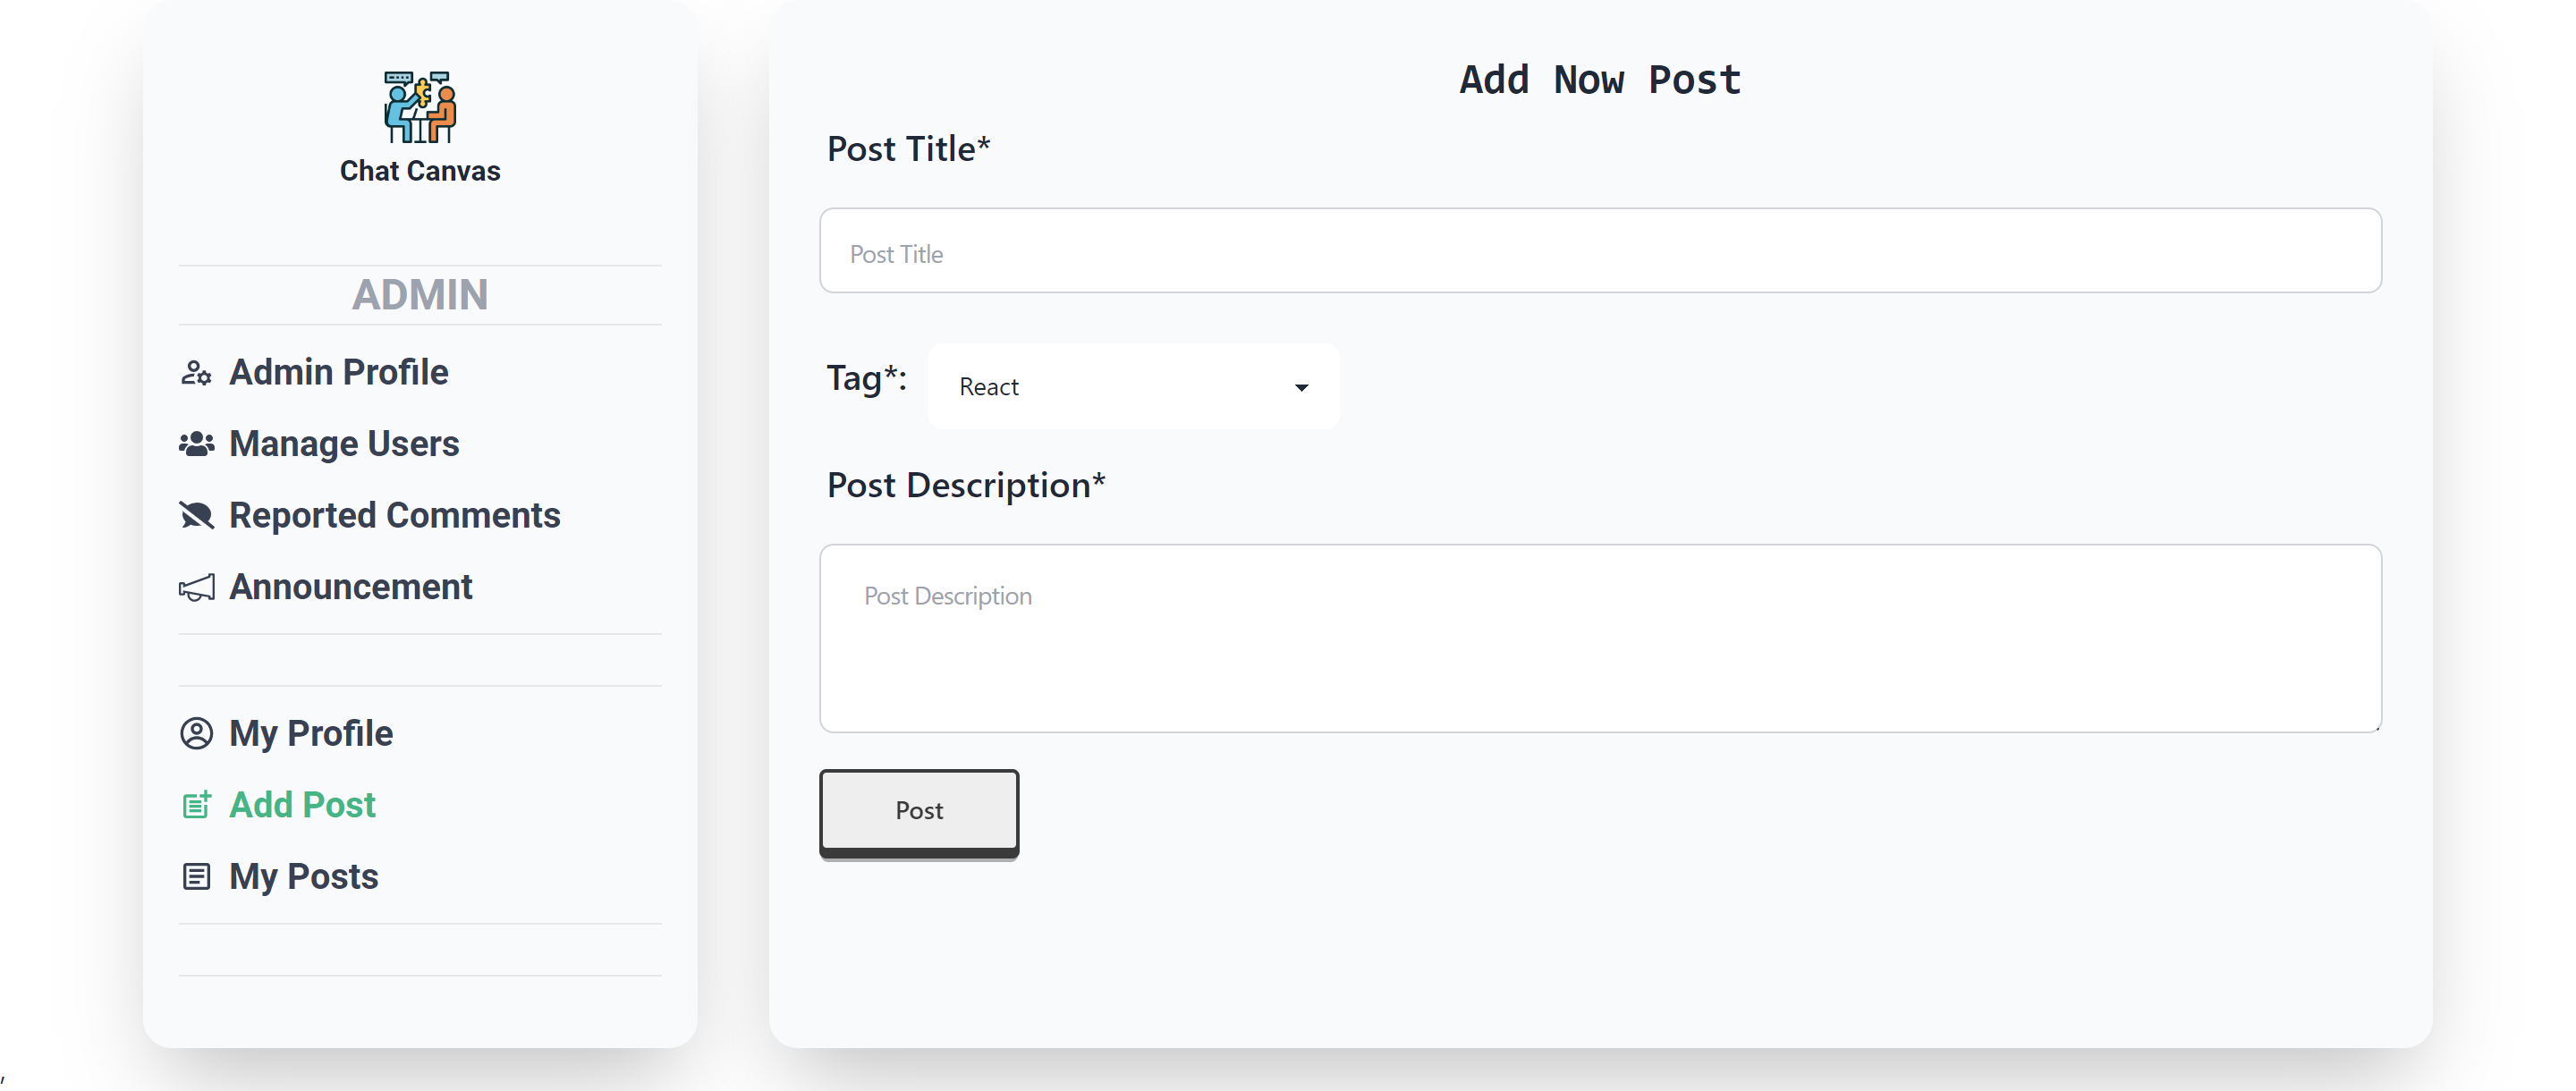 Chat Canvas
ADMIN
Admin Profile
Manage Users
Reported Comments
Announcement
My Profile
Add Post
My Posts
Add Now Post
Post Title*
Post Title
Tag*:
React
Post Description*
Post Description
Post
,